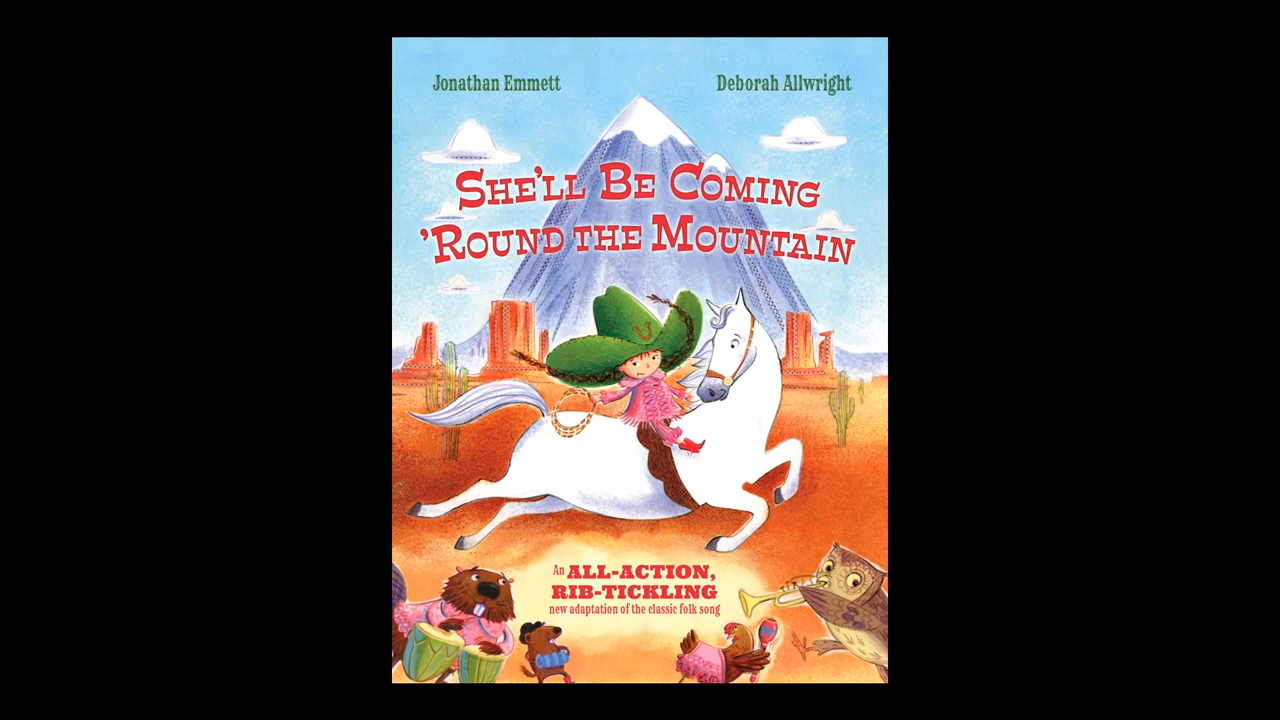 Jonathan Emmett
Deborah Allwright
SHE'LL BE COMING
'ROUND THE MOUNTAIN
An ALL-ACTION,
RIB-TICKLING
new adaptation of the classic folk song